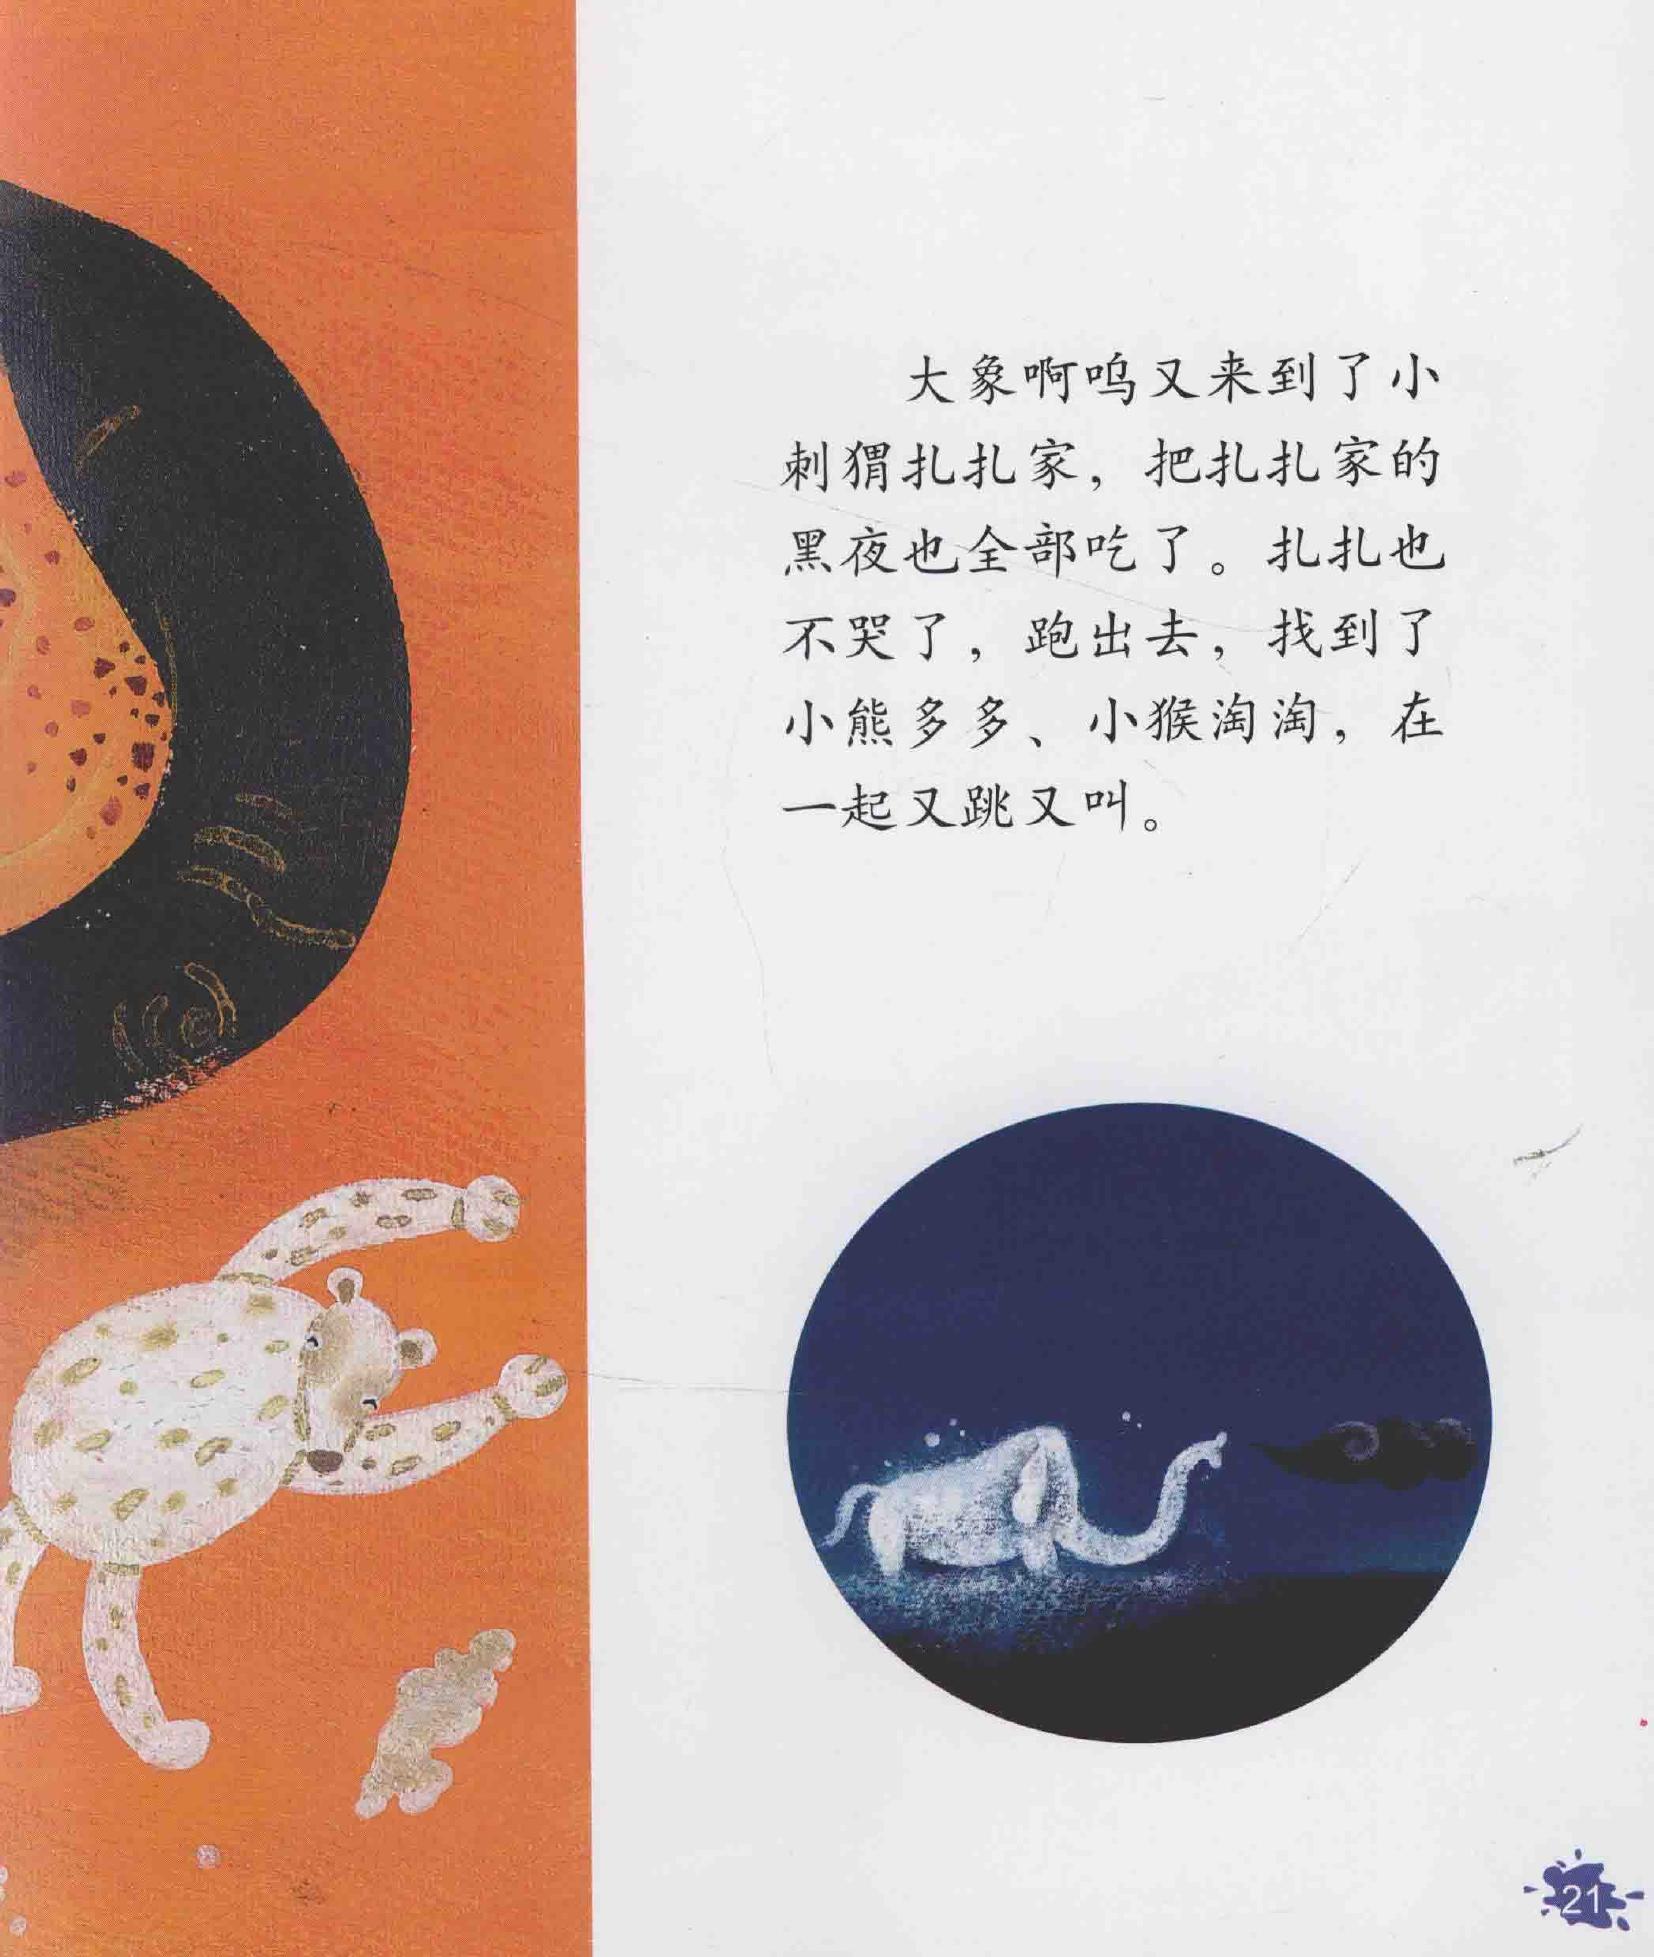 大象啊呜又来到了小
刺猬扎扎家，把扎扎家的
黑夜也全部吃了。扎扎也
不哭了，跑出去，找到了
小熊多多、小猴淘淘，在
一起又跳又叫。
21